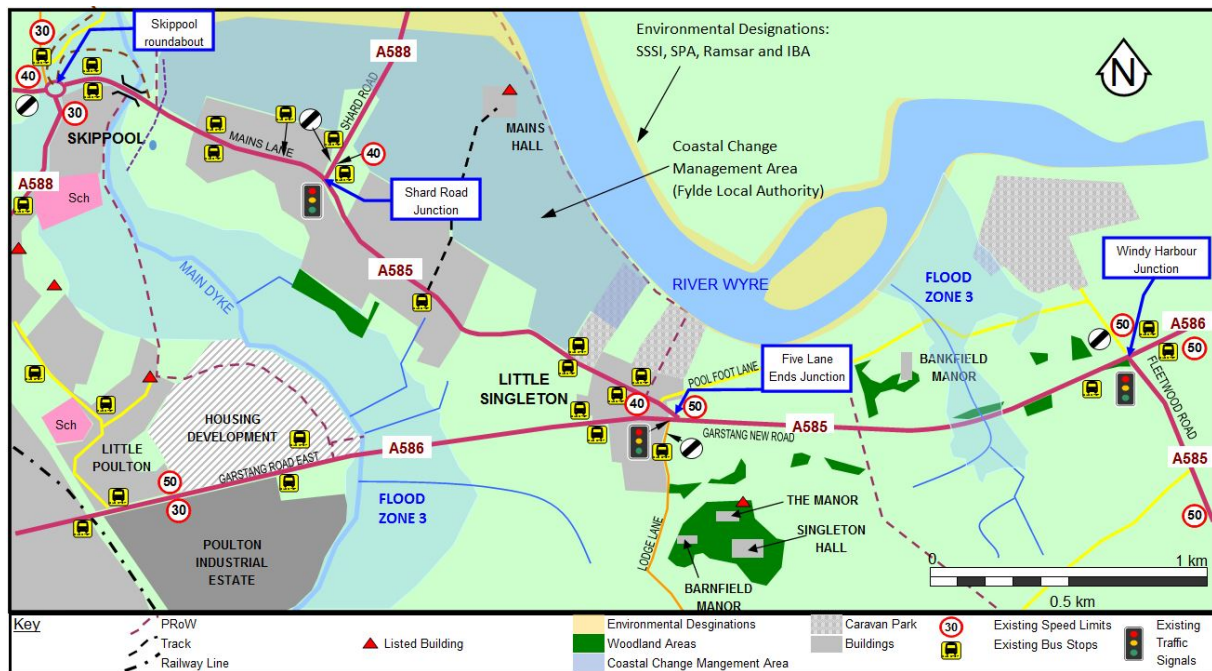 30
Skippool
roundabout
40
30
SKIPPOOL
A588
Sch
A588
SHARD ROAD
MAINS LANE
40
Shard Road
Junction
MAINS
HALL
Environmental Designations:
SSSI, SPA, Ramsar and IBA
N
Coastal Change
Management Area
(Fylde Local Authority)
MAIN DYKE
A585
RIVER WYRE
FLOOD
ZONE 3
Windy Harbour
Junction
50
A586
50
FLEETWOOD ROAD
A585
50
LITTLE
SINGLETON
POOL FOOT LANE
Five Lane
Ends Junction
BANKFIELD
MANOR
40
50
GARSTANG NEW ROAD
A585
HOUSING
DEVELOPMENT
Sch
LITTLE
POULTON
GARSTANG ROAD EAST
A586
50
30
FLOOD
ZONE 3
POULTON
INDUSTRIAL
ESTATE
LODGE LANE
THE MANOR
SINGLETON
HALL
BARNFIELD
MANOR
0
1 km
0.5 km
Key
PRoW
Track
Railway Line
Listed Building
Environmental Desginations
Woodland Areas
Coastal Change Mangement Area
Caravan Park
Buildings
30
Existing Speed Limits
Existing Bus Stops
Existing
Traffic
Signals